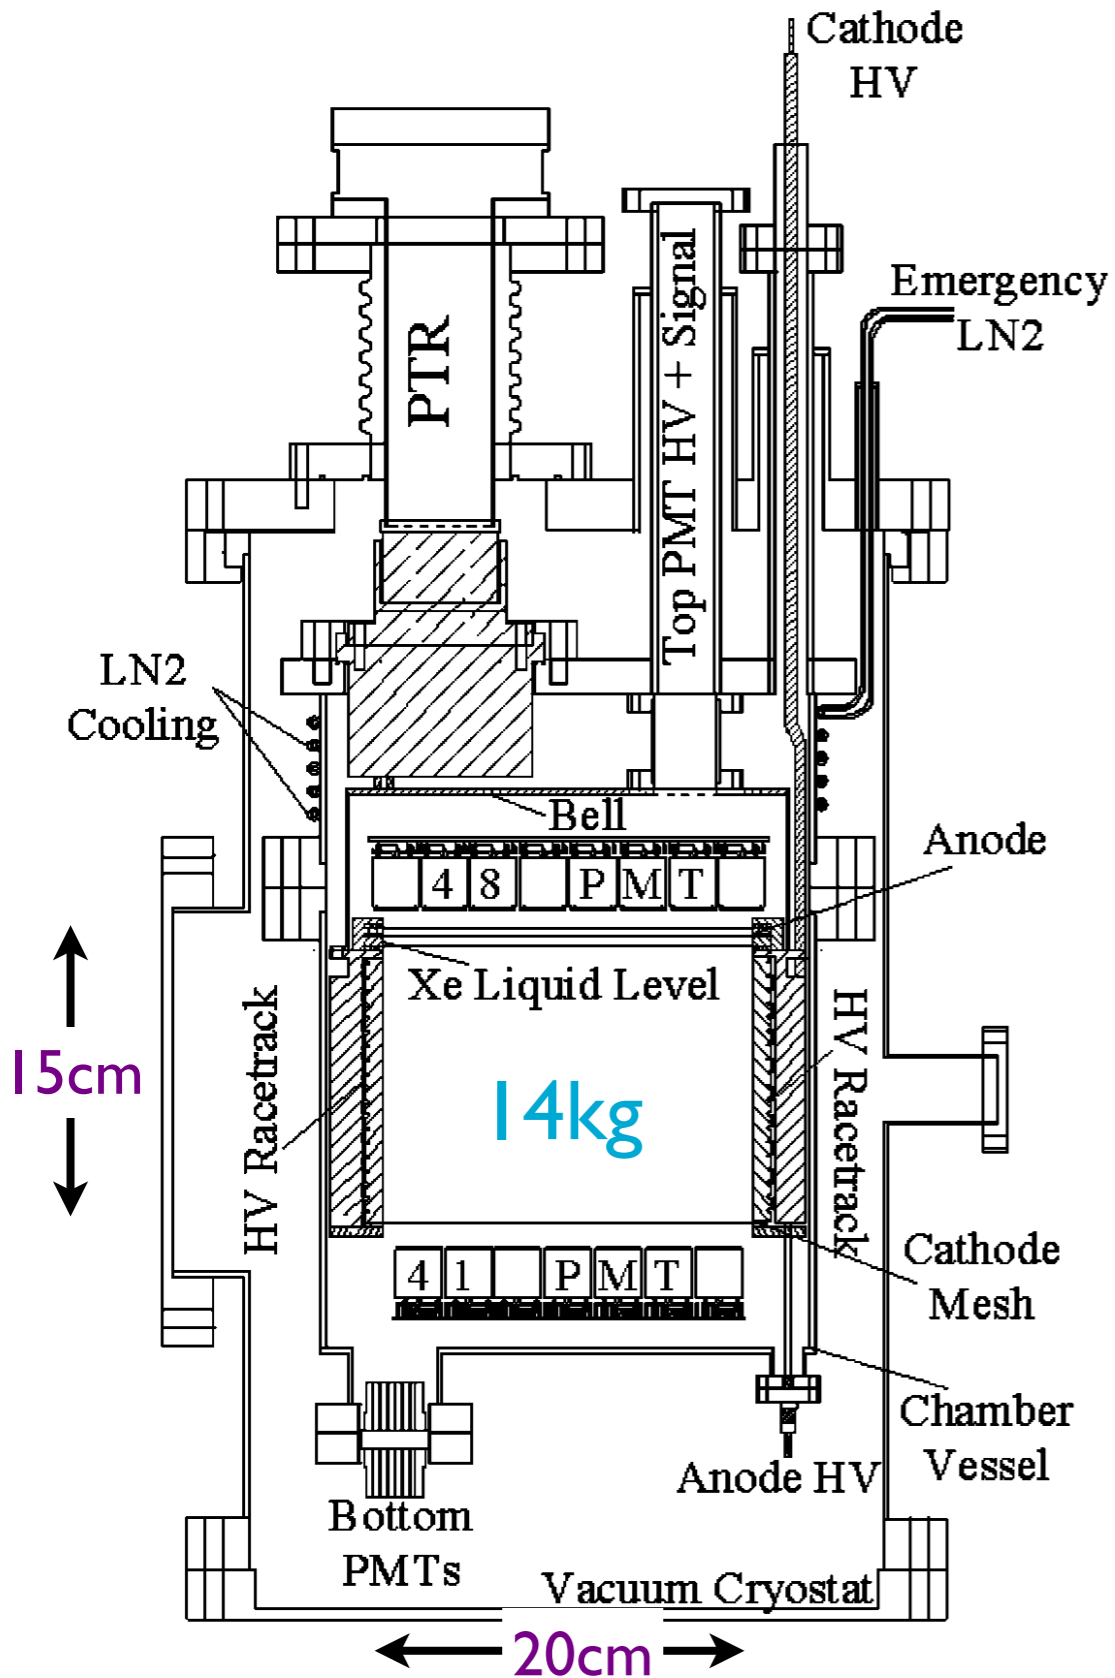 Cathode
HV
Emergency
LN2
PTR
Top PMT HV + Signal
LN2
Cooling
Bell
Anode
48 PMT
Xe Liquid Level
HV Racetrack
HV Racetrack
15cm
14kg
41 PMT
Cathode
Mesh
Chamber
Vessel
Anode HV
Bottom
PMTs
Vacuum Cryostat
20cm